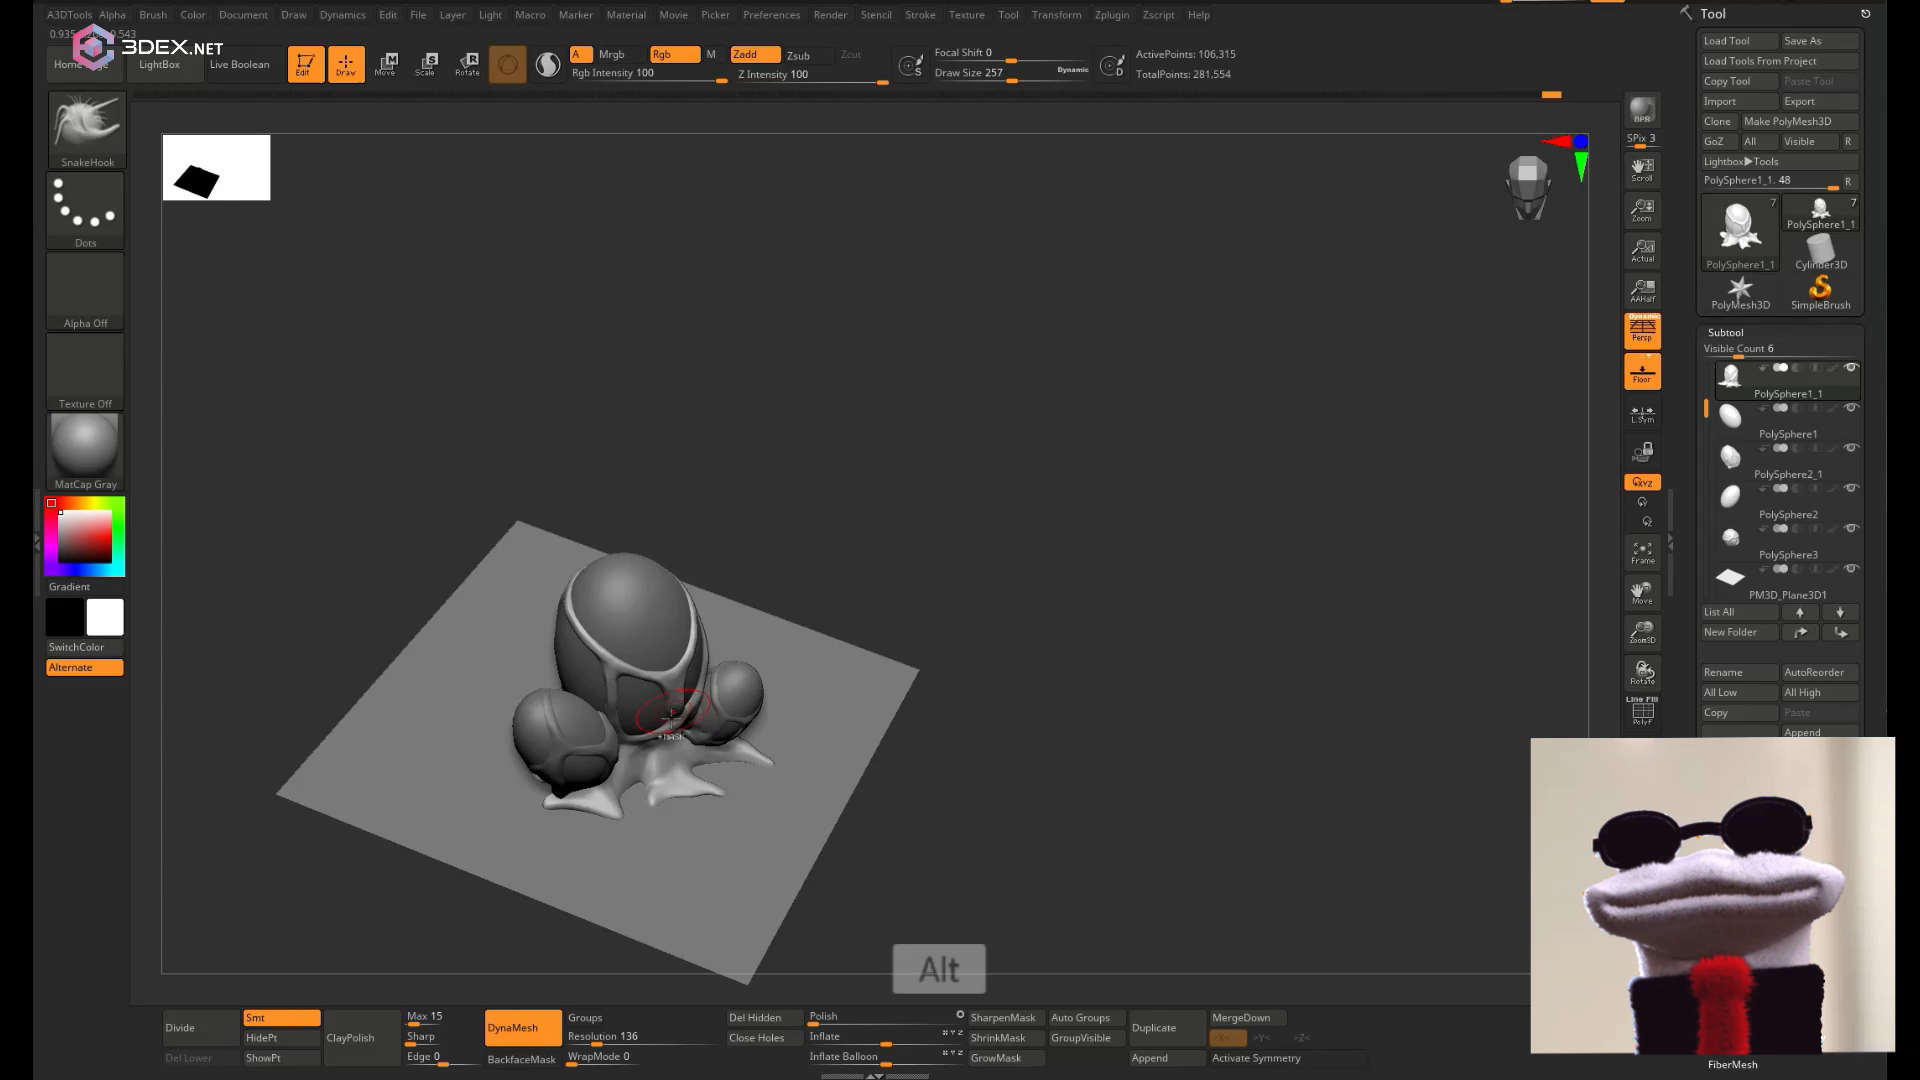 A3DTools Alpha Brush Color Document Draw Dynamics Edit File Layer Light Macro Marker Material Movie Picker Preferences Render Stencil Stroke Texture Tool Transform Zplugin Zscript Help
3DEX.NET
LightBox
Live Boolean
Edit
Draw
Move
Scale
Rotate
A Mrgb Rgb M Zadd Zsub Zcut
Rgb Intensity 100
Z Intensity 100
S
Focal Shift 0
Draw Size 257
Dynamic
D
ActivePoints: 106,315
TotalPoints: 281,554
SnakeHook
Dots
Alpha Off
Texture Off
MatCap Gray
Gradient
SwitchColor
Alternate
+MASK
Alt
BPR
SPix 3
Scroll
Zoom
Actual
AAHalf
Dynamic
Persp
Floor
L.Sym
XYZ
Frame
Move
Zoom3D
Rotate
Line Fill
PolyF
Tool
Load Tool Save As
Load Tools From Project
Copy Tool Paste Tool
Import Export
Clone Make PolyMesh3D
GoZ All Visible R
Lightbox▶Tools
PolySphere1_1. 48 R
7
7
PolySphere1_1
PolySphere1_1 Cylinder3D
PolyMesh3D SimpleBrush
Subtool
Visible Count 6
PolySphere1_1
PolySphere1
PolySphere2_1
PolySphere2
PolySphere3
PM3D_Plane3D1
List All
New Folder
Rename AutoReorder
All Low All High
Copy Paste
Append
FiberMesh
Divide
Del Lower
Smt
HidePt
ShowPt
ClayPolish
Max 15
Sharp
Edge 0
DynaMesh
BackfaceMask
Groups
Resolution 136
WrapMode 0
Del Hidden
Close Holes
Polish
Inflate
Inflate Balloon
SharpenMask
ShrinkMask
GrowMask
Auto Groups
GroupVisible
Duplicate
Append
MergeDown
>X< >Y< >Z<
Activate Symmetry